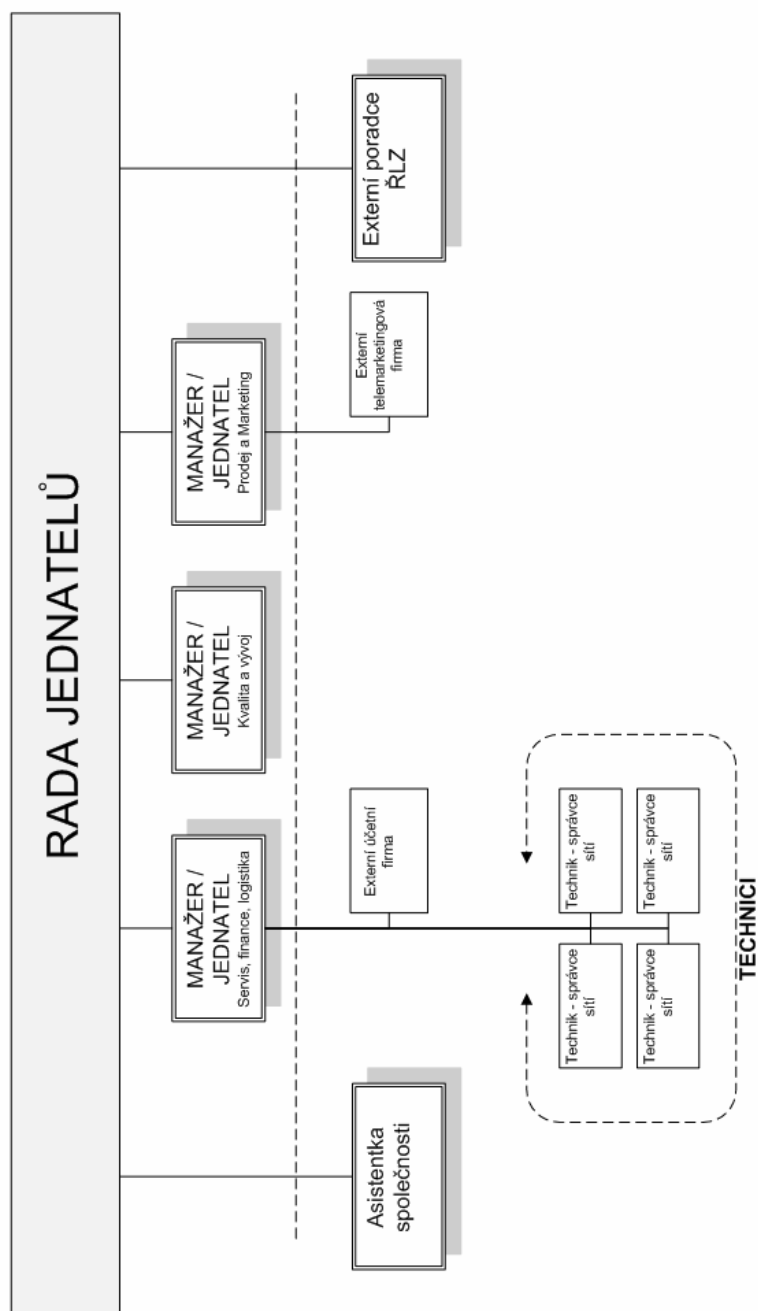 RADA JEDNATELŮ
MANAŽER /
JEDNATEL
Servis, finance, logistika
MANAŽER /
JEDNATEL
Kvalita a vývoj
MANAŽER /
JEDNATEL
Prodej a Marketing
Asistentka
společnosti
Externí účetní
firma
Externí
telemarketingová
firma
Externí poradce
ŘLZ
Technik - správce
sítí
Technik - správce
sítí
Technik - správce
sítí
Technik - správce
sítí
TECHNICI